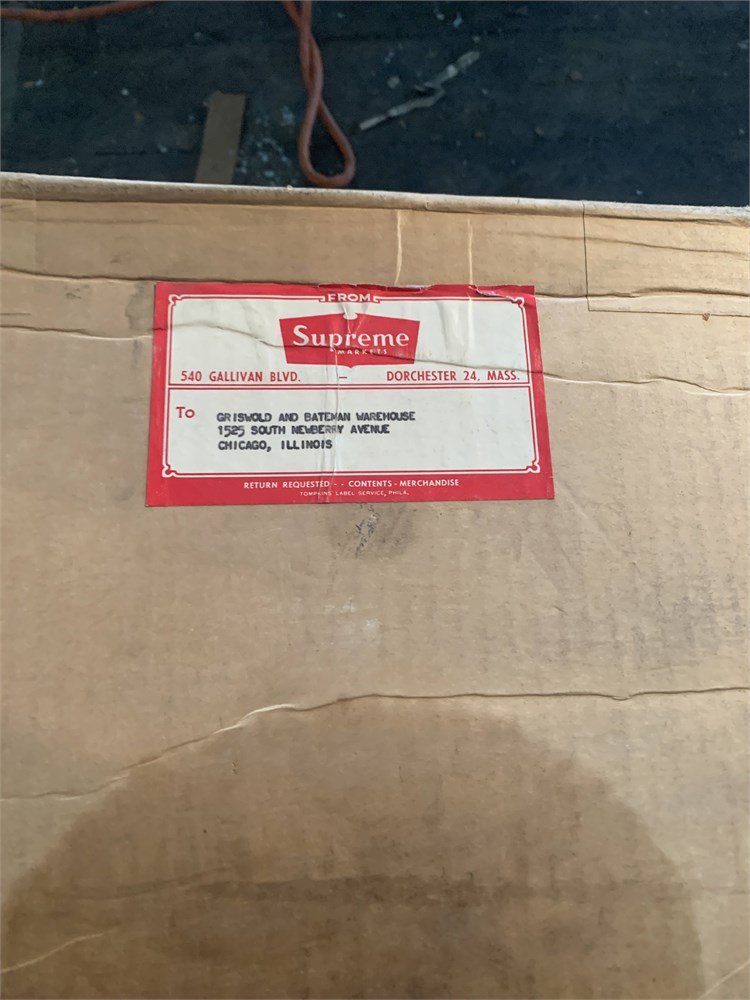 FROM
Supreme
MARKETS
540 GALLIVAN BLVD. - DORCHESTER 24, MASS.
To
GRISWOLD AND BATEMAN WAREHOUSE
1525 SOUTH NEWBERRY AVENUE
CHICAGO, ILLINOIS
RETURN REQUESTED - - CONTENTS - MERCHANDISE
TOMPKINS LABEL SERVICE, PHILA.